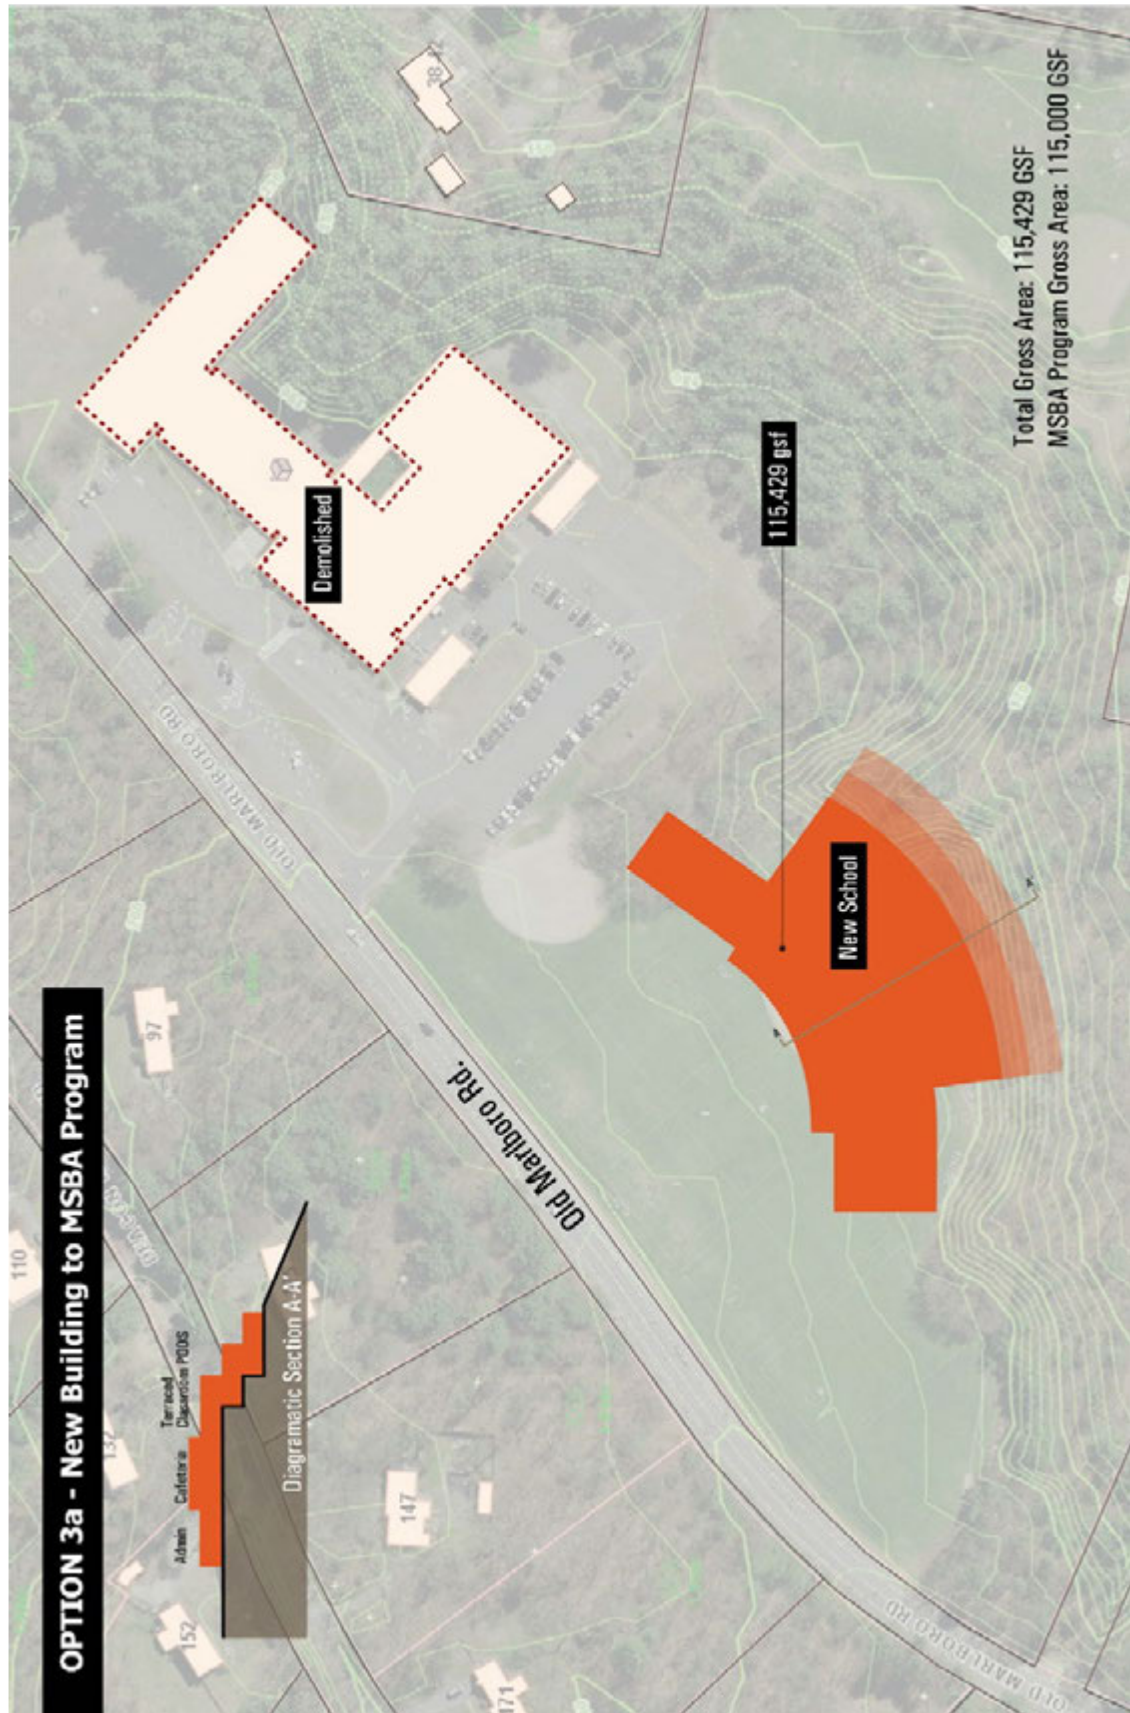 OPTION 3a - New Building to MSBA Program
Admin
Cafeteria
Terraced
Classroom PODS
Diagramatic Section A-A'
110
152
171
147
97
OLD MARLBORO RD
Old Marlboro Rd.
OLD MARLBORO RD
Demolished
38
115,429 gsf
New School
Total Gross Area: 115,429 GSF
MSBA Program Gross Area: 115,000 GSF